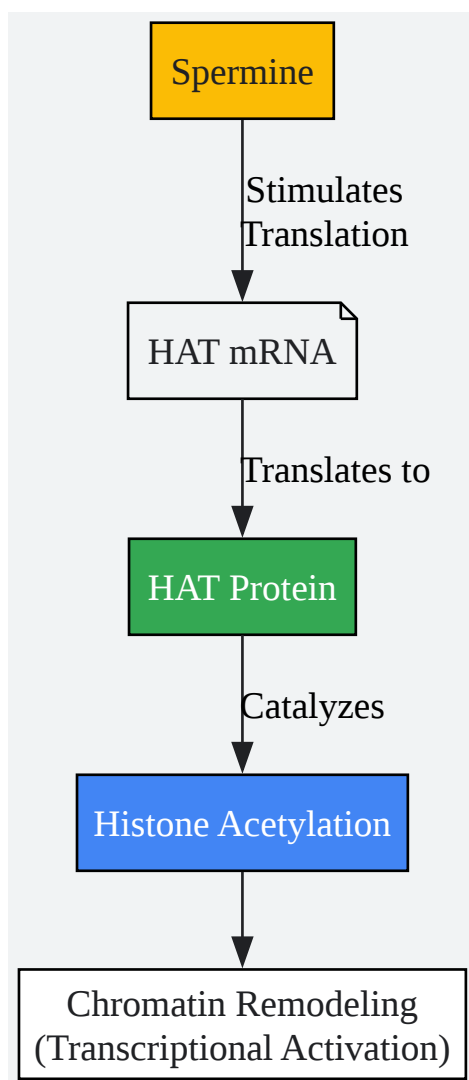 Spermine
Stimulates
Translation
HAT mRNA
Translates to
HAT Protein
Catalyzes
Histone Acetylation
Chromatin Remodeling
(Transcriptional Activation)